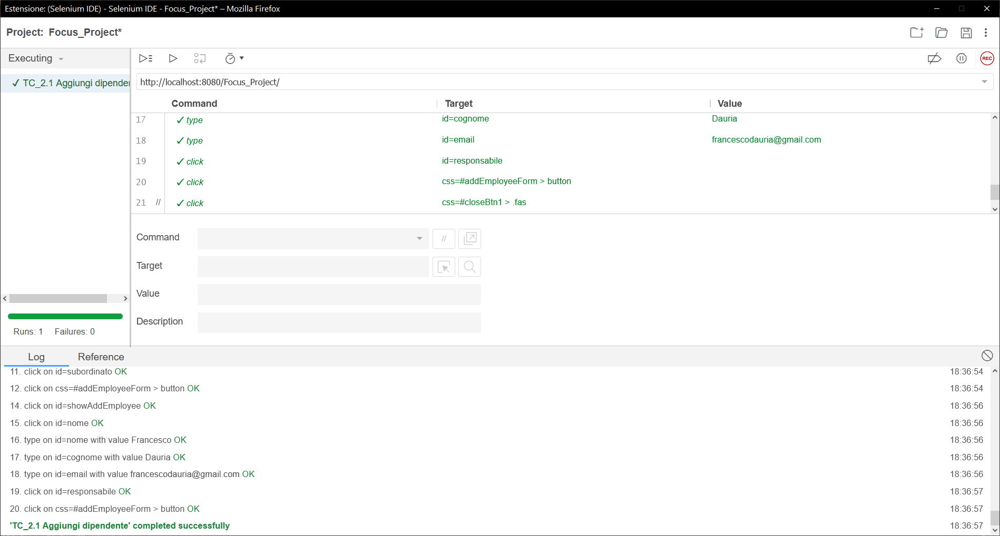 Estensione: (Selenium IDE) - Selenium IDE - Focus_Project* – Mozilla Firefox
Project: Focus_Project*
Executing
REC
✓ TC_2.1 Aggiungi dipender
http://localhost:8080/Focus_Project/
Command Target Value
17 ✓ type id=cognome Dauria
18 ✓ type id=email francescodauria@gmail.com
19 ✓ click id=responsabile
20 ✓ click css=#addEmployeeForm > button
21 // ✓ click css=#closeBtn1 > .fas
Command //
Target
Value
Description
Runs: 1 Failures: 0
Log Reference
11. click on id=subordinato OK 18:36:54
12. click on css=#addEmployeeForm > button OK 18:36:54
14. click on id=showAddEmployee OK 18:36:56
15. click on id=nome OK 18:36:56
16. type on id=nome with value Francesco OK 18:36:56
17. type on id=cognome with value Dauria OK 18:36:56
18. type on id=email with value francescodauria@gmail.com OK 18:36:56
19. click on id=responsabile OK 18:36:57
20. click on css=#addEmployeeForm > button OK 18:36:57
'TC_2.1 Aggiungi dipendente' completed successfully 18:36:57